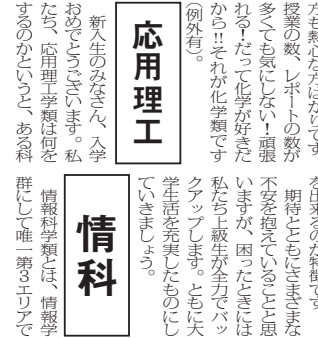 方も熱心な方ばかりです
授業の数、レポートの数が
多くても気にしない!頑張
れる!だって化学が好きだ
から!!それが化学類です
(例外有)。
応用理工
新入生のみなさん、入学
おめでとうございます。私
たち、応用理工学類は何を
するのかというと、ある科
を出来るのが特徴です
期待とともにさまざまな
不安を抱えていることと思
いますが、困ったときには
私たち上級生が全力でバッ
クアップします。ともに大
学生活を充実したものにし
ていきましょう。
情科
情報科学類とは、情報学
群にして唯一第3エリアで